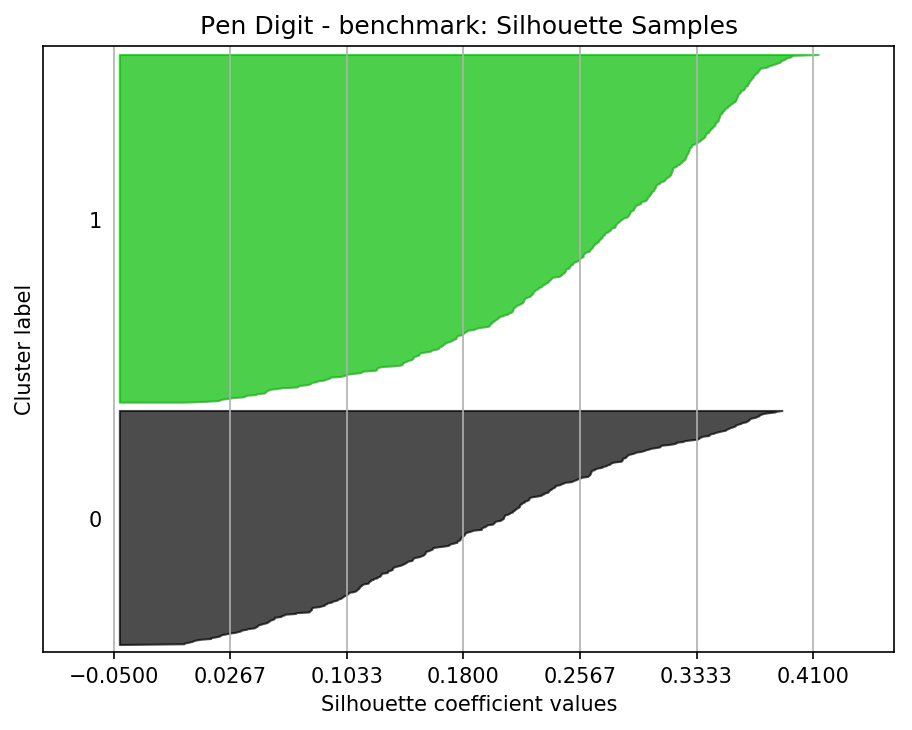 Pen Digit - benchmark: Silhouette Samples
1
0
Cluster label
−0.0500 0.0267 0.1033 0.1800 0.2567 0.3333 0.4100
Silhouette coefficient values